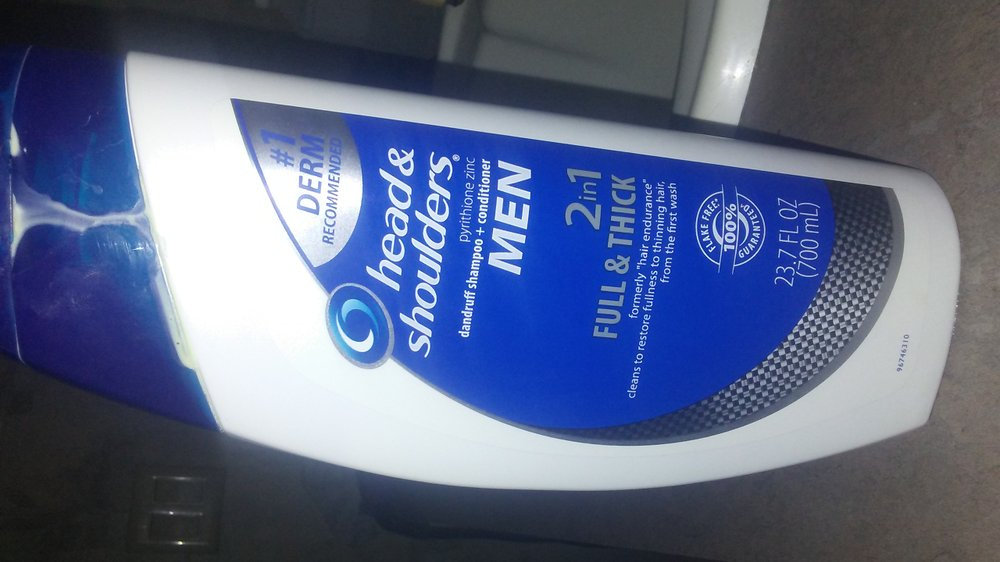 #1
DERM
RECOMMENDED
head &
shoulders®
pyrithione zinc
dandruff shampoo + conditioner
MEN
2in1
FULL & THICK
formerly "hair endurance"
cleans to restore fullness to thinning hair,
from the first wash
FLAKE FREE*
100%
GUARANTEED◊
23.7 FL OZ
(700 mL)
96746310